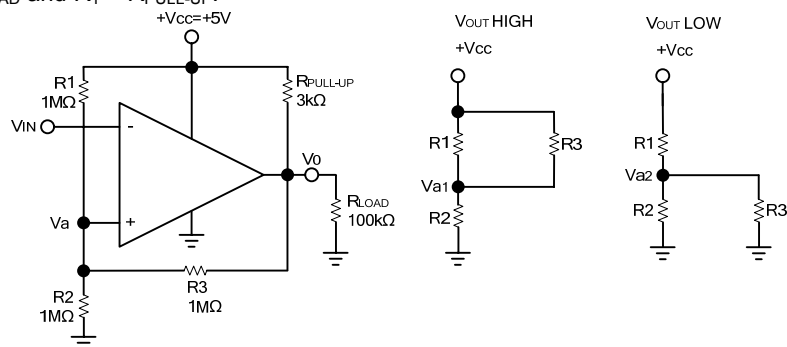 +Vcc=+5V
R1
1MΩ
RPULL-UP
3kΩ
VIN
-
V0
RLOAD
100kΩ
Va
+
R3
1MΩ
R2
1MΩ
VOUT HIGH
+Vcc
R1
R3
Va1
R2
VOUT LOW
+Vcc
R1
Va2
R2
R3